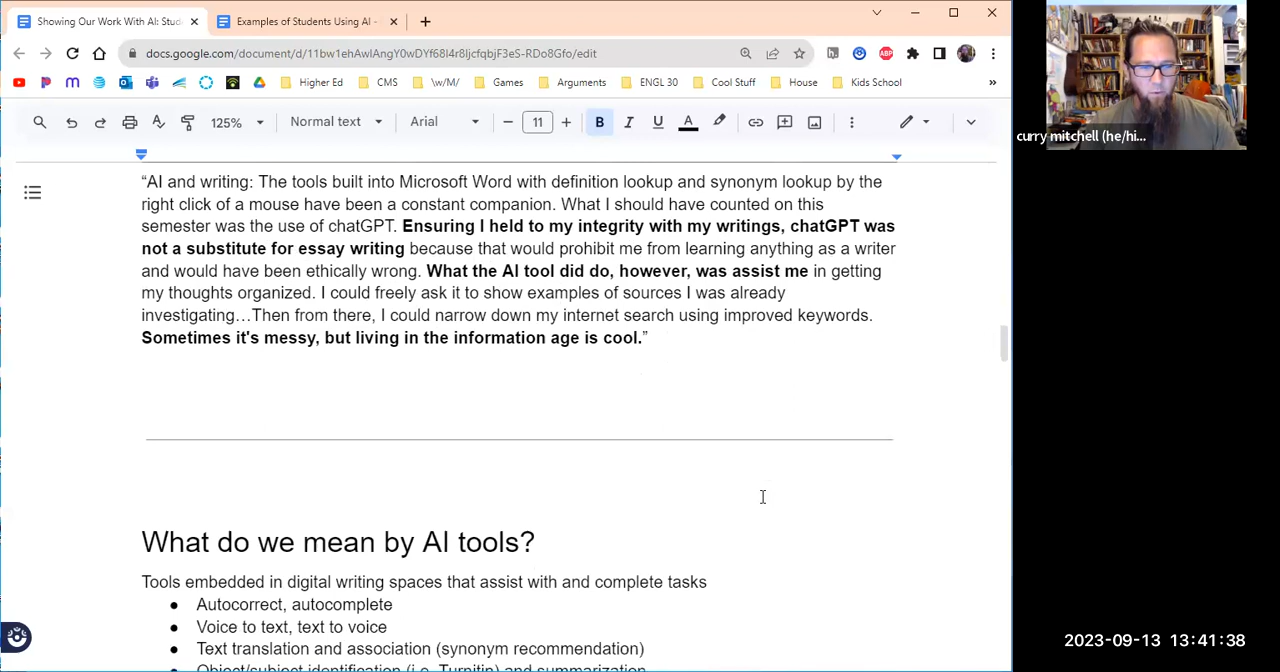 Showing Our Work With AI: Stud
Examples of Students Using AI -
docs.google.com/document/d/11bw1ehAwIAngY0wDYf68I4r8IjcfqbjF3eS-RDo8Gfo/edit
Higher Ed
CMS
\w/M/
Games
Arguments
ENGL 30
Cool Stuff
House
Kids School
»
125%
Normal text
Arial
11
B
I
U
A
“AI and writing: The tools built into Microsoft Word with definition lookup and synonym lookup by the
right click of a mouse have been a constant companion. What I should have counted on this
semester was the use of chatGPT. Ensuring I held to my integrity with my writings, chatGPT was
not a substitute for essay writing because that would prohibit me from learning anything as a writer
and would have been ethically wrong. What the AI tool did do, however, was assist me in getting
my thoughts organized. I could freely ask it to show examples of sources I was already
investigating…Then from there, I could narrow down my internet search using improved keywords.
Sometimes it's messy, but living in the information age is cool.”
What do we mean by AI tools?
Tools embedded in digital writing spaces that assist with and complete tasks
● Autocorrect, autocomplete
● Voice to text, text to voice
● Text translation and association (synonym recommendation)
● Object/subject identification (i.e. Turnitin) and summarization
curry mitchell (he/hi...
2023-09-13 13:41:38